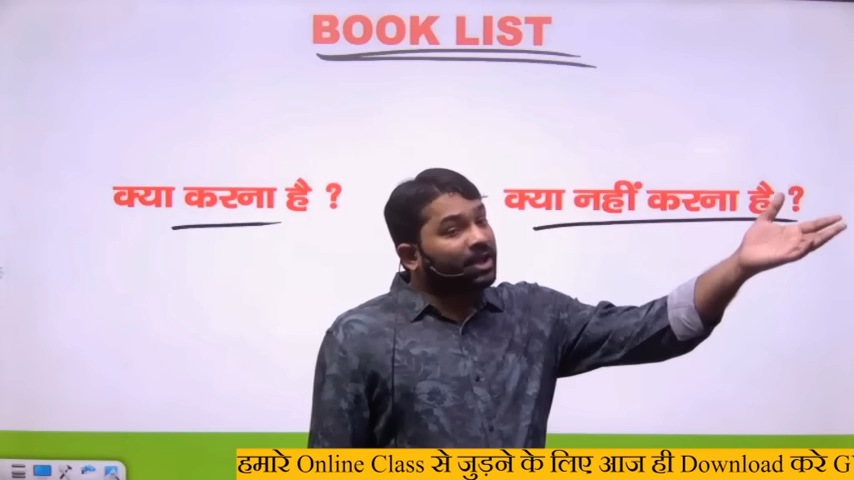 BOOK LIST
क्या करना है ? क्या नहीं करना है ?
हमारे Online Class से जुड़ने के लिए आज ही Download करे